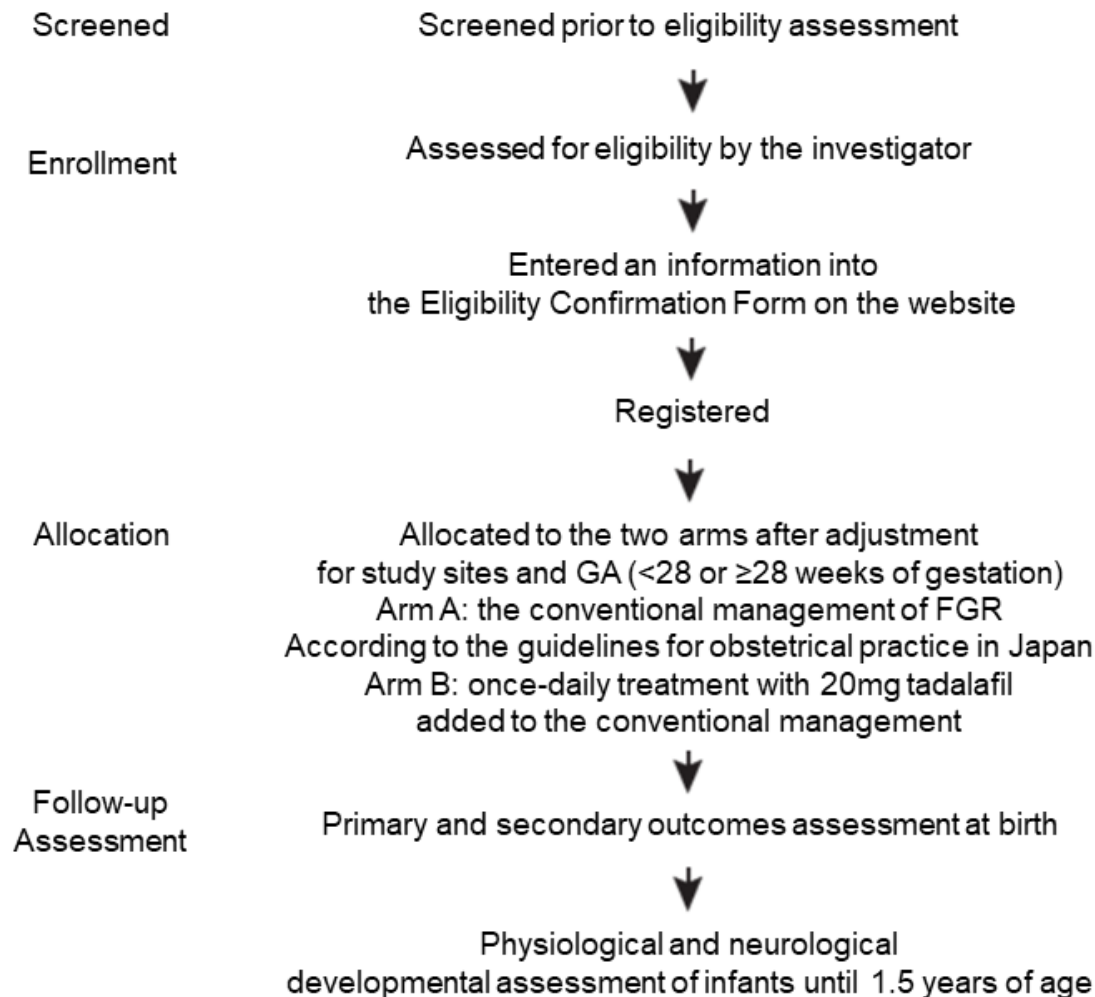 Screened
Screened prior to eligibility assessment
Enrollment
Assessed for eligibility by the investigator
Entered an information into
the Eligibility Confirmation Form on the website
Registered
Allocation
Allocated to the two arms after adjustment
for study sites and GA (<28 or ≥28 weeks of gestation)
Arm A: the conventional management of FGR
According to the guidelines for obstetrical practice in Japan
Arm B: once-daily treatment with 20mg tadalafil
added to the conventional management
Follow-up
Assessment
Primary and secondary outcomes assessment at birth
Physiological and neurological
developmental assessment of infants until 1.5 years of age